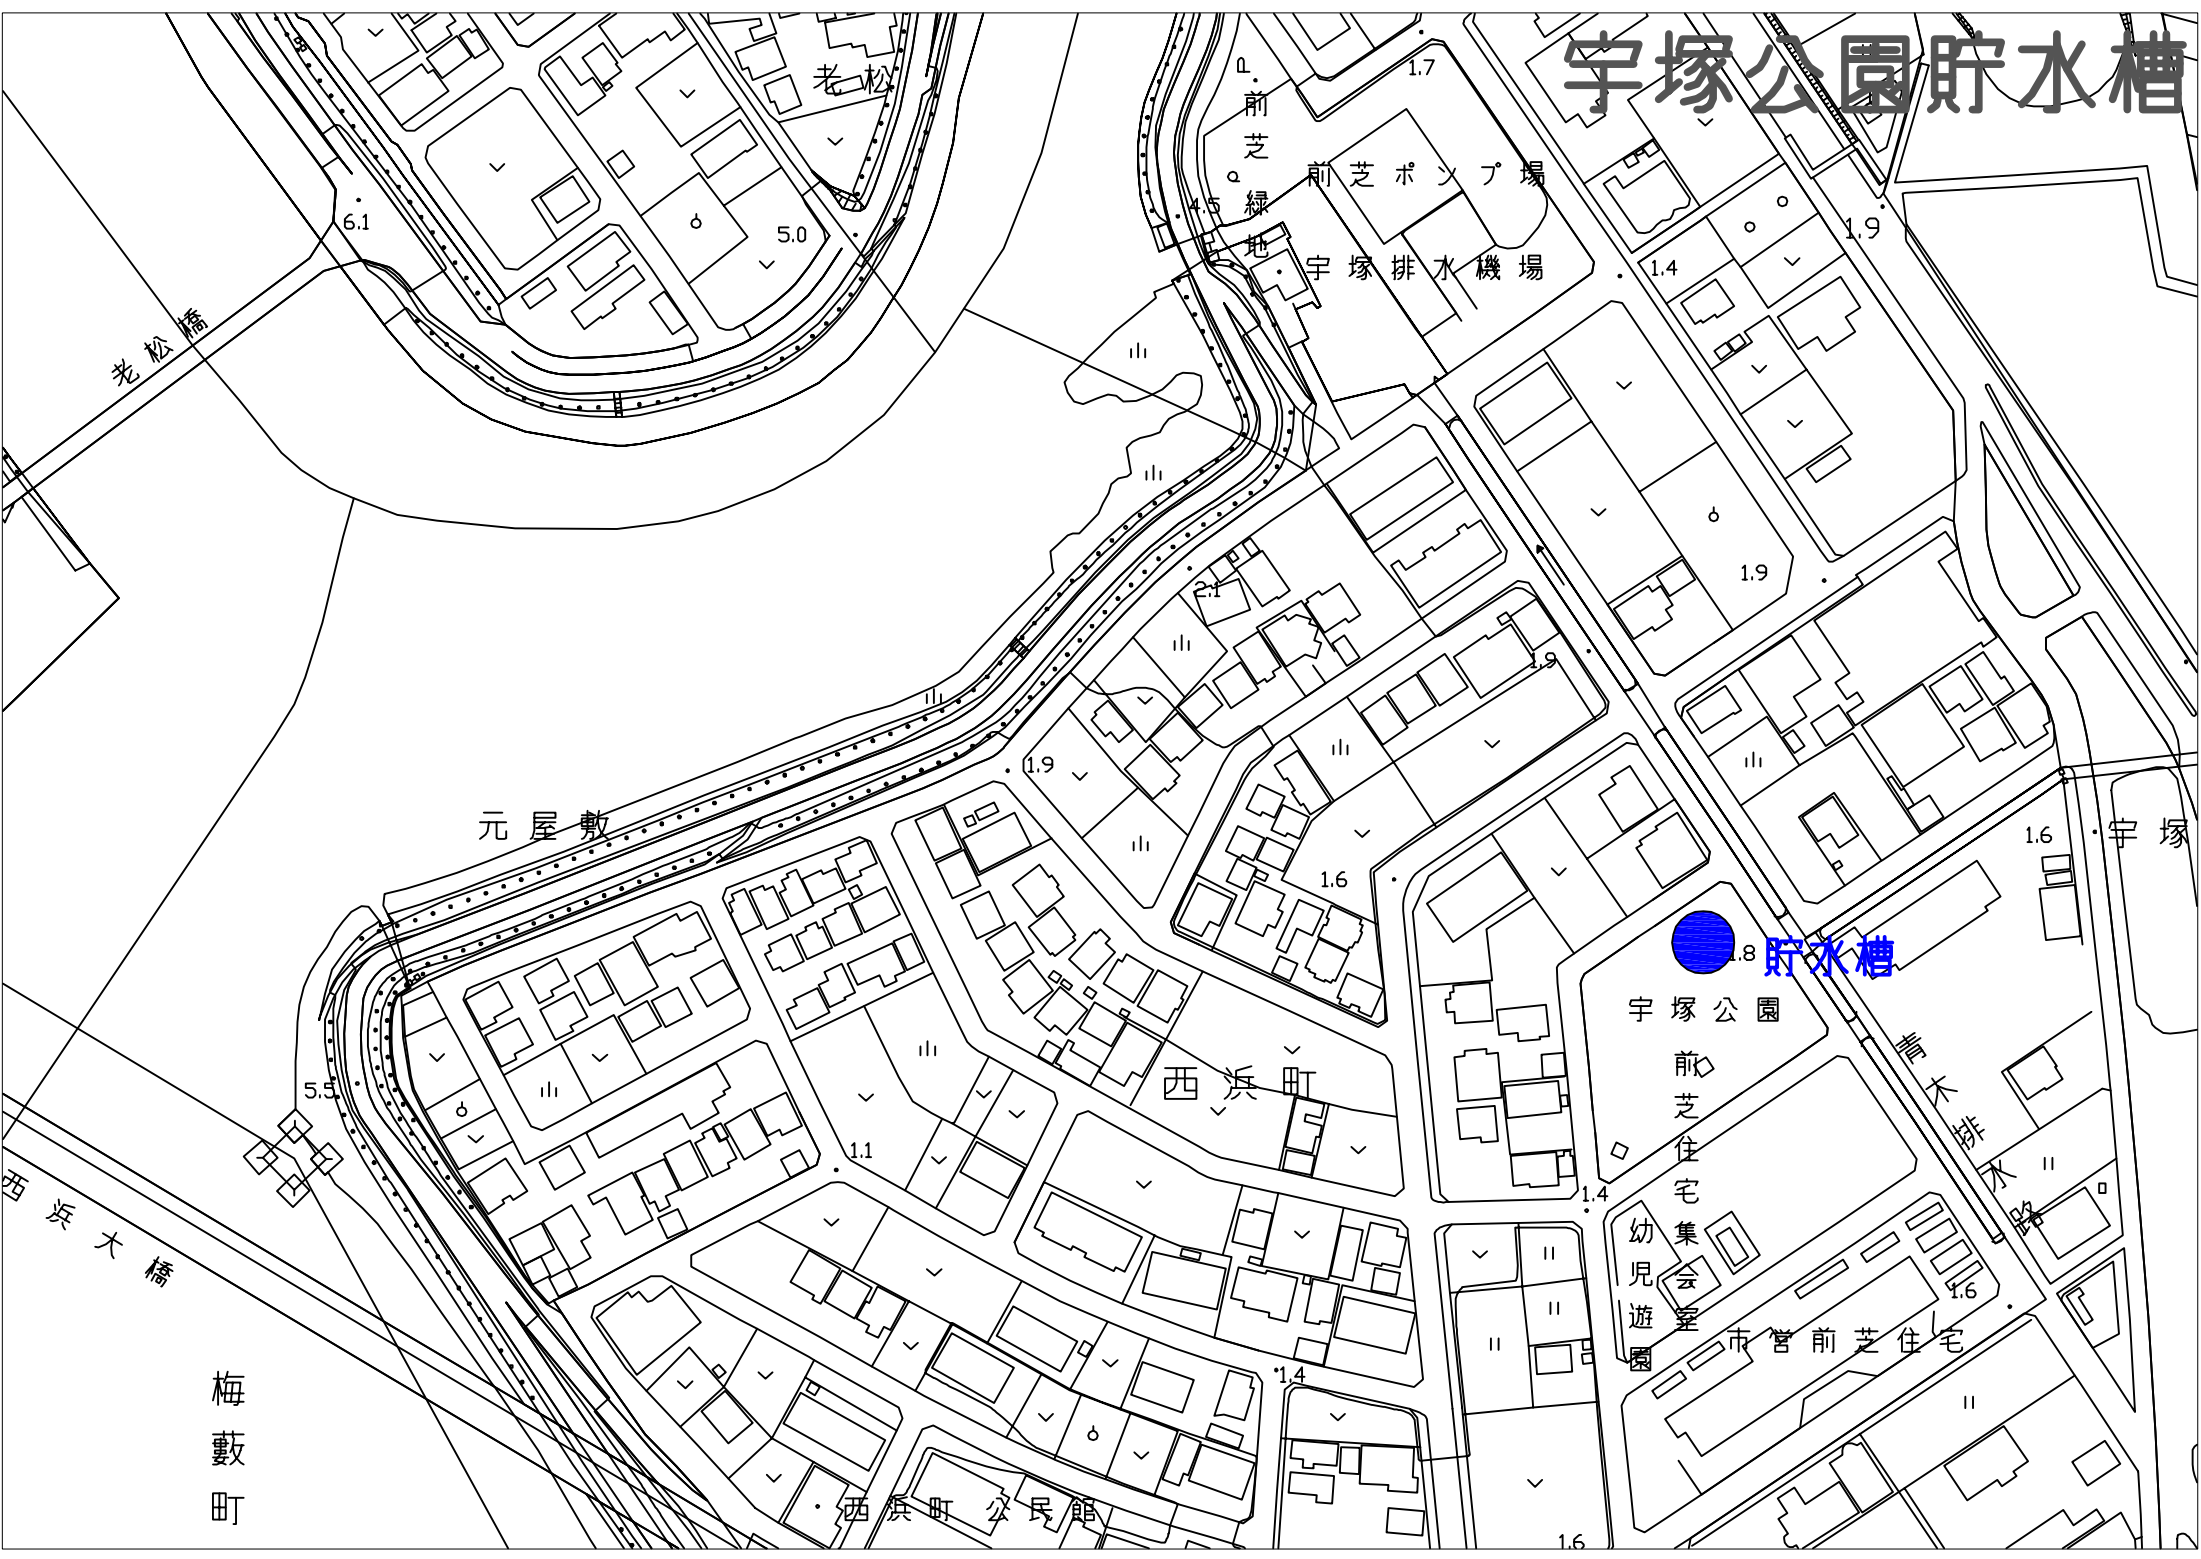 宇塚公園貯水槽
老松
1.7
P
前芝緑地
P
前芝ポンプ場
4.5
6.1
5.0
1.9
宇塚排水機場
1.4
老松橋
1.9
2.1
1.9
1.9
元屋敷
1.6
宇塚
1.6
1.8
貯水槽
宇塚公園
青木排水路
前芝住宅集会室
西浜町
5.5
1.1
1.4
西浜大橋
幼児遊園
1.6
市営前芝住宅
1.4
梅藪町
西浜町公民館
1.6